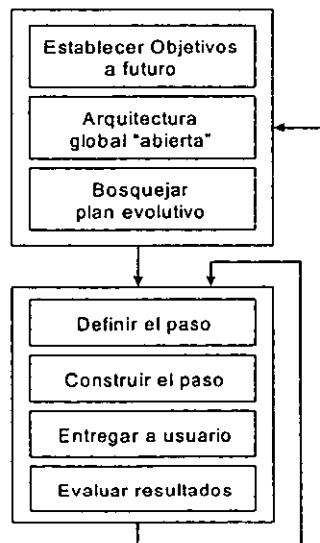 Establecer Objetivos
a futuro
Arquitectura
global "abierta"
Bosquejar
plan evolutivo
Definir el paso
Construir el paso
Entregar a usuario
Evaluar resultados